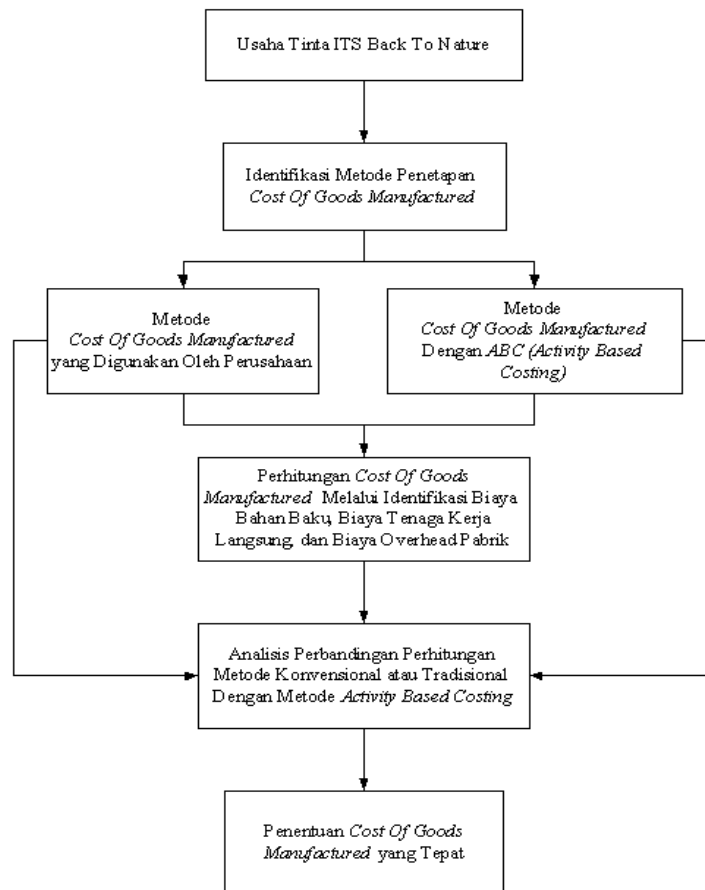 Usaha Tinta ITS Back To Nature
Identifikasi Metode Penetapan
Cost Of Goods Manufactured
Metode
Cost Of Goods Manufactured
yang Digunakan Oleh Perusahaan
Metode
Cost Of Goods Manufactured
Dengan ABC (Activity Based
Costing)
Perhitungan Cost Of Goods
Manufactured Melalui Identifikasi Biaya
Bahan Baku, Biaya Tenaga Kerja
Langsung, dan Biaya Overhead Pabrik
Analisis Perbandingan Perhitungan
Metode Konvensional atau Tradisional
Dengan Metode Activity Based Costing
Penentuan Cost Of Goods
Manufactured yang Tepat